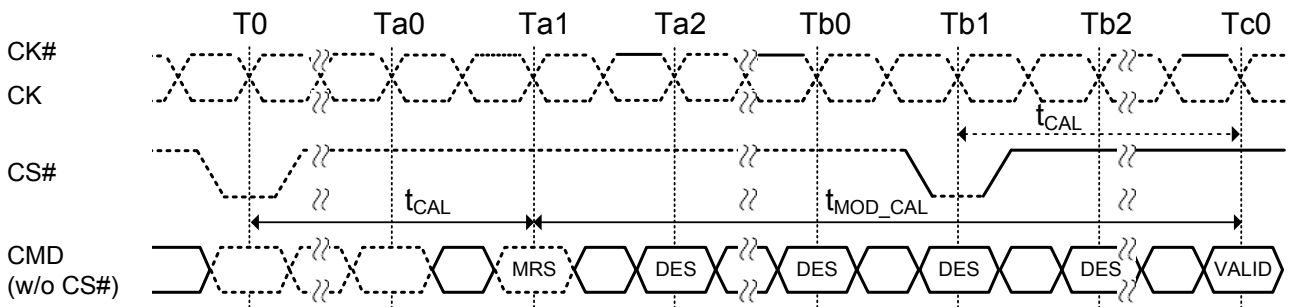 T0 Ta0 Ta1 Ta2 Tb0 Tb1 Tb2 Tc0
CK#
CK
tCAL
CS#
tCAL tMOD_CAL
CMD
(w/o CS#)
MRS DES DES DES DES VALID